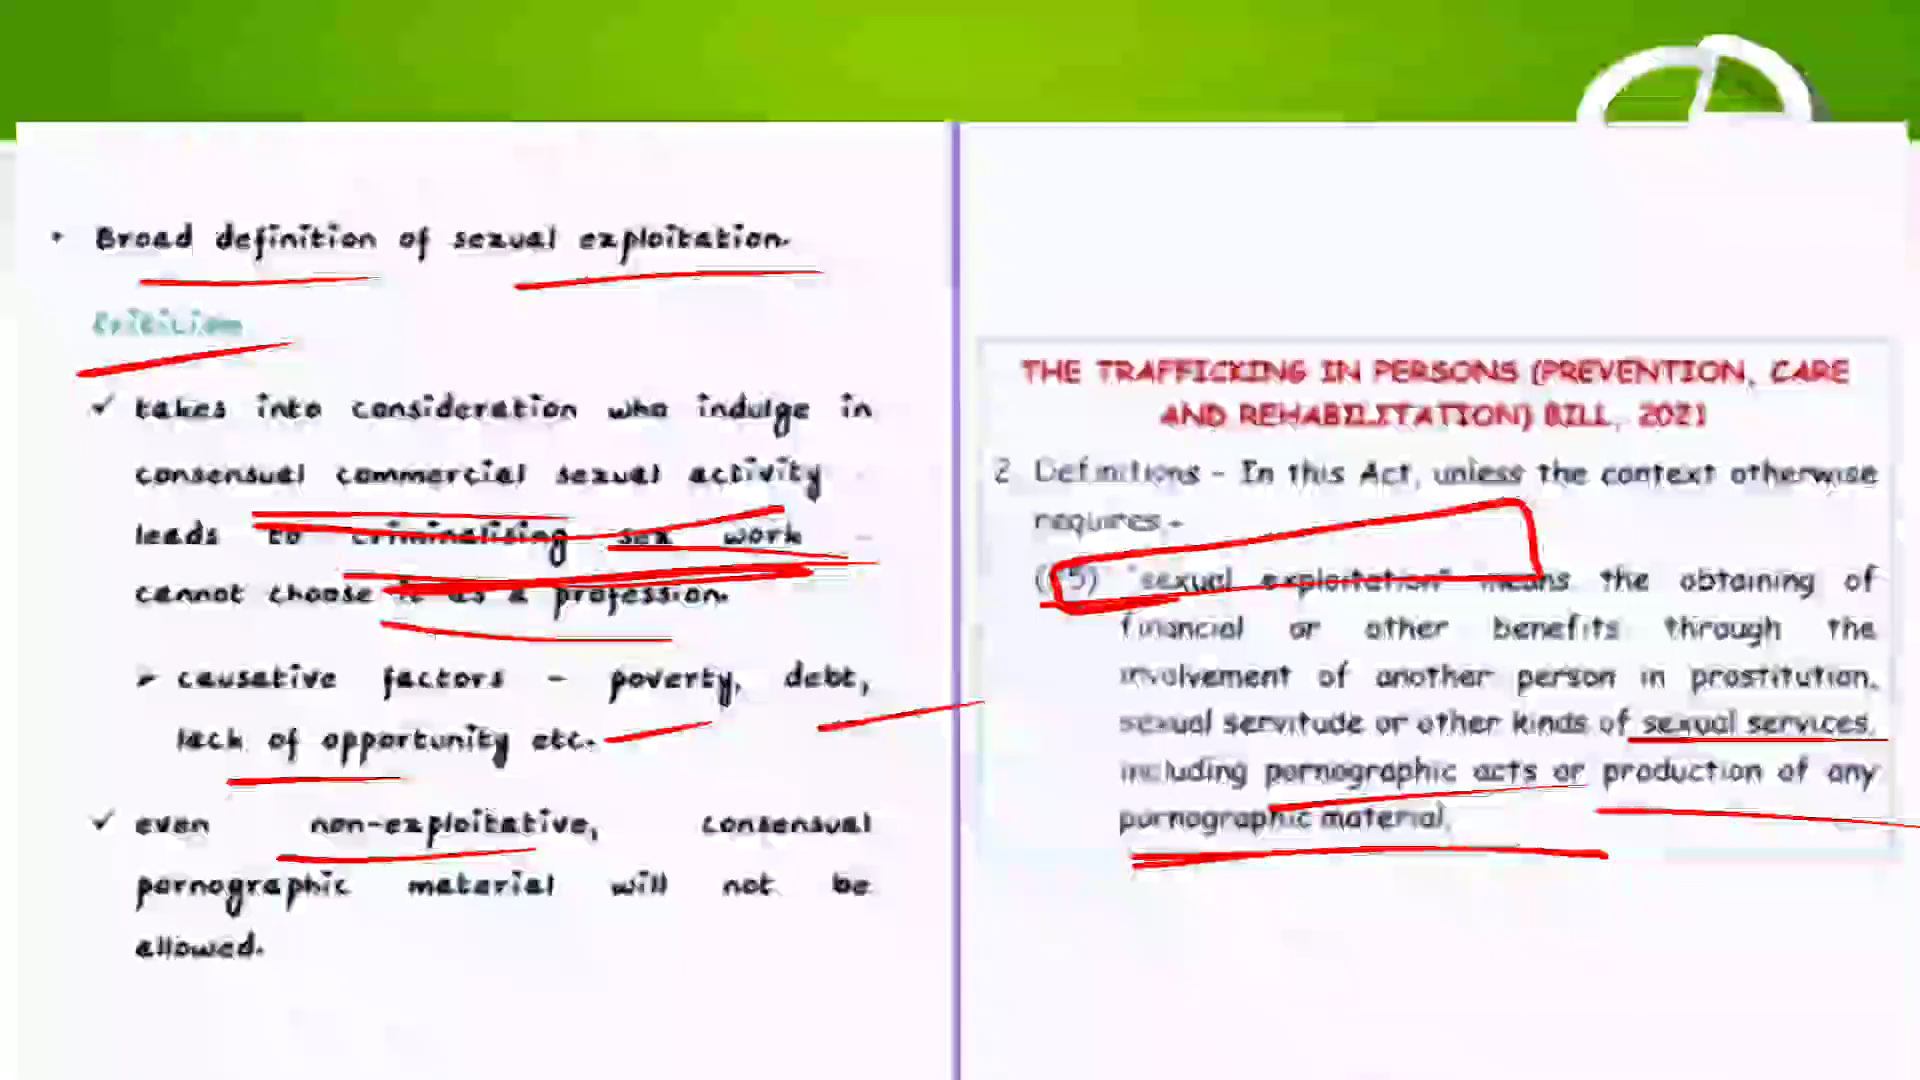 Broad definition of sexual exploitation.
Criticism
✓ takes into consideration who indulge in
consensual commercial sexual activity -
leads to criminalising sex work -
cannot choose it as a profession.
➢ causative factors - poverty, debt,
lack of opportunity etc.
✓ even non-exploitative, consensual
pornographic material will not be
allowed.
THE TRAFFICKING IN PERSONS (PREVENTION, CARE
AND REHABILITATION) BILL, 2021
2. Definitions - In this Act, unless the context otherwise
requires,-
"sexual exploitation" means the obtaining of
financial or other benefits through the
involvement of another person in prostitution,
sexual servitude or other kinds of sexual services,
including pornographic acts or production of any
pornographic material.